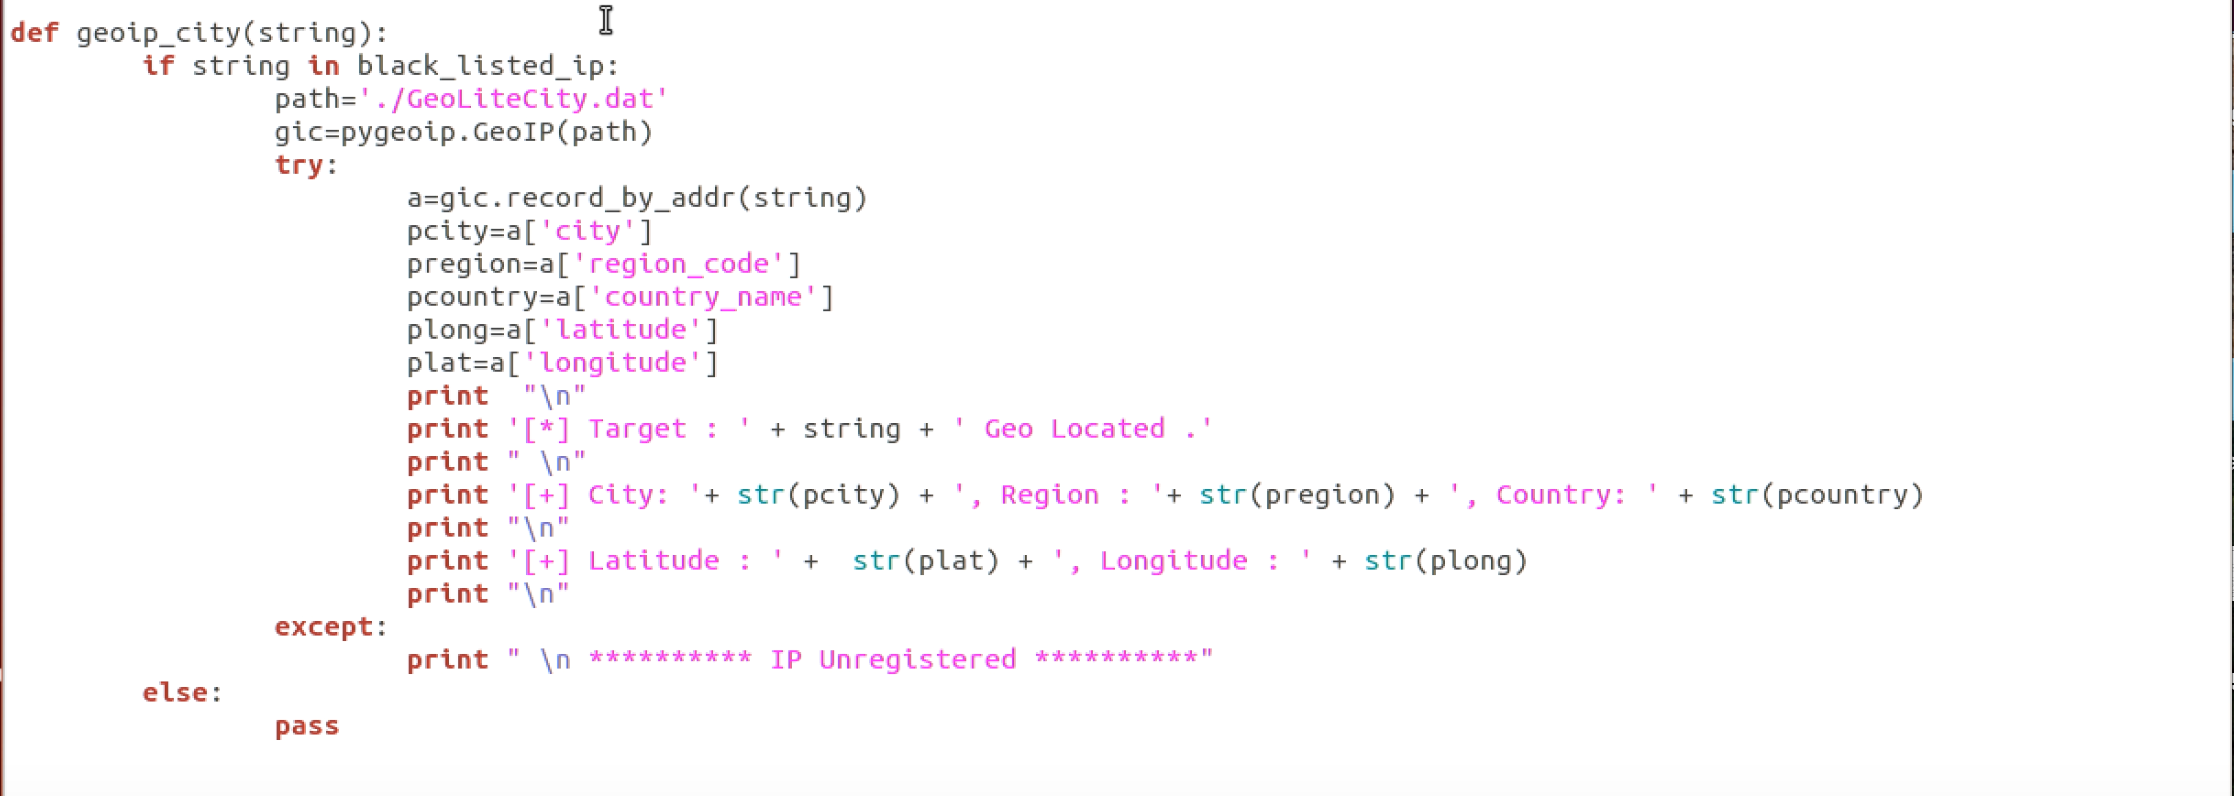 def geoip_city(string):
        if string in black_listed_ip:
                path='./GeoLiteCity.dat'
                gic=pygeoip.GeoIP(path)
                try:
                        a=gic.record_by_addr(string)
                        pcity=a['city']
                        pregion=a['region_code']
                        pcountry=a['country_name']
                        plong=a['latitude']
                        plat=a['longitude']
                        print  "\n"
                        print '[*] Target : ' + string + ' Geo Located .'
                        print " \n"
                        print '[+] City: '+ str(pcity) + ', Region : '+ str(pregion) + ', Country: ' + str(pcountry)
                        print "\n"
                        print '[+] Latitude : ' +  str(plat) + ', Longitude : ' + str(plong)
                        print "\n"
                except:
                        print " \n ********** IP Unregistered **********"
        else:
                pass